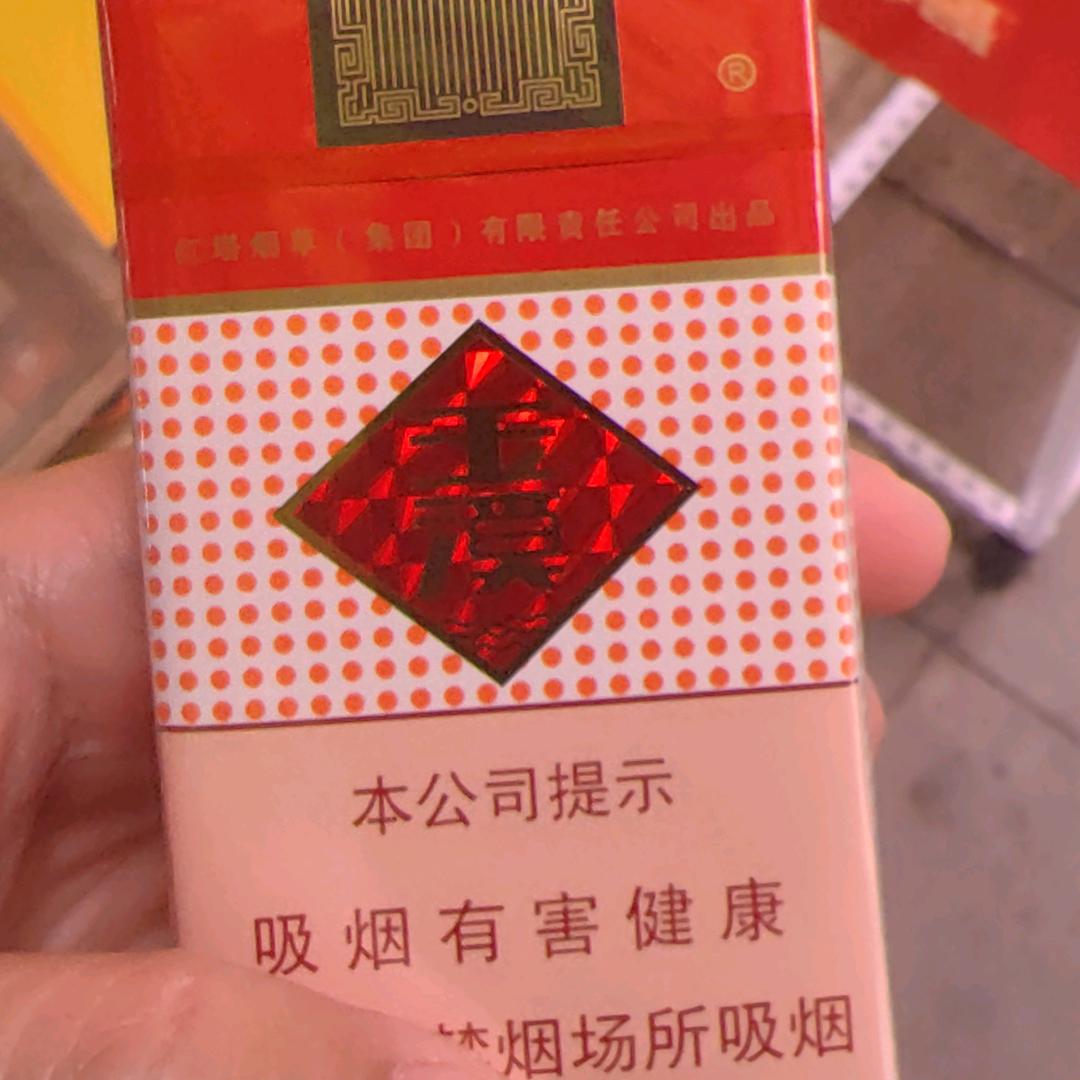 ®
红塔烟草（集团）有限责任公司出品
玉
溪
本公司提示
吸烟有害健康
禁烟场所吸烟